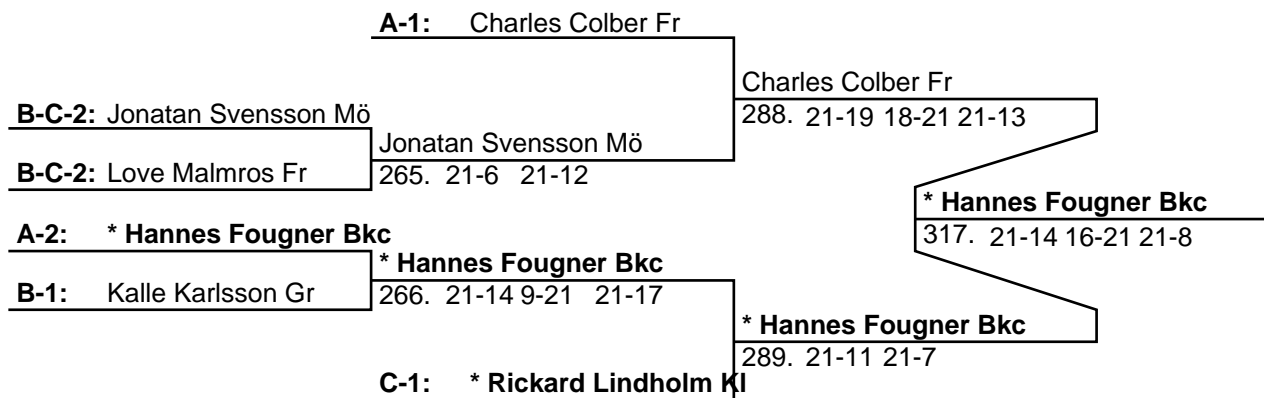 A-1: Charles Colber Fr
Charles Colber Fr
B-C-2: Jonatan Svensson Mö
288. 21-19 18-21 21-13
Jonatan Svensson Mö
B-C-2: Love Malmros Fr
265. 21-6 21-12
* Hannes Fougner Bkc
A-2: * Hannes Fougner Bkc
317. 21-14 16-21 21-8
* Hannes Fougner Bkc
B-1: Kalle Karlsson Gr
266. 21-14 9-21 21-17
* Hannes Fougner Bkc
289. 21-11 21-7
C-1: * Rickard Lindholm Kl